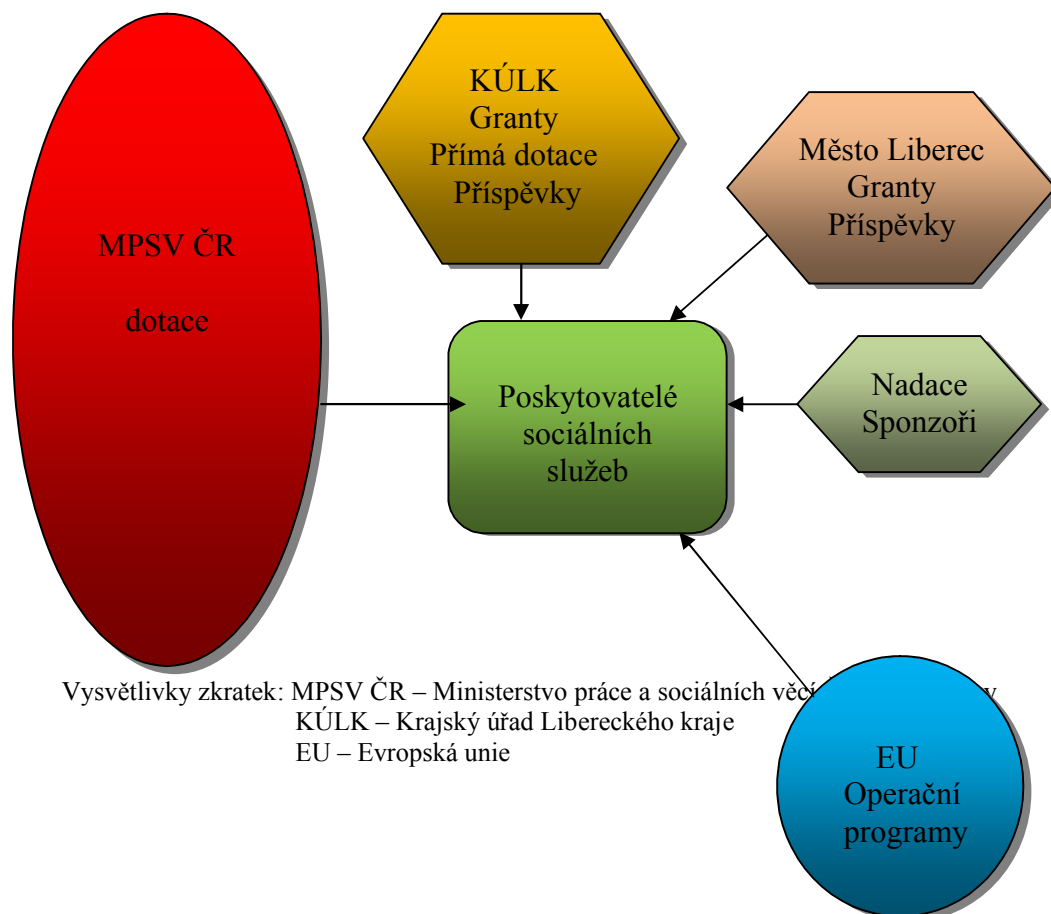 KÚLK
Granty
Přímá dotace
Příspěvky
Město Liberec
Granty
Příspěvky
MPSV ČR
dotace
Poskytovatelé
sociálních
služeb
Nadace
Sponzoři
Vysvětlivky zkratek: MPSV ČR – Ministerstvo práce a sociálních věcí
KÚLK – Krajský úřad Libereckého kraje
EU – Evropská unie
EU
Operační
programy